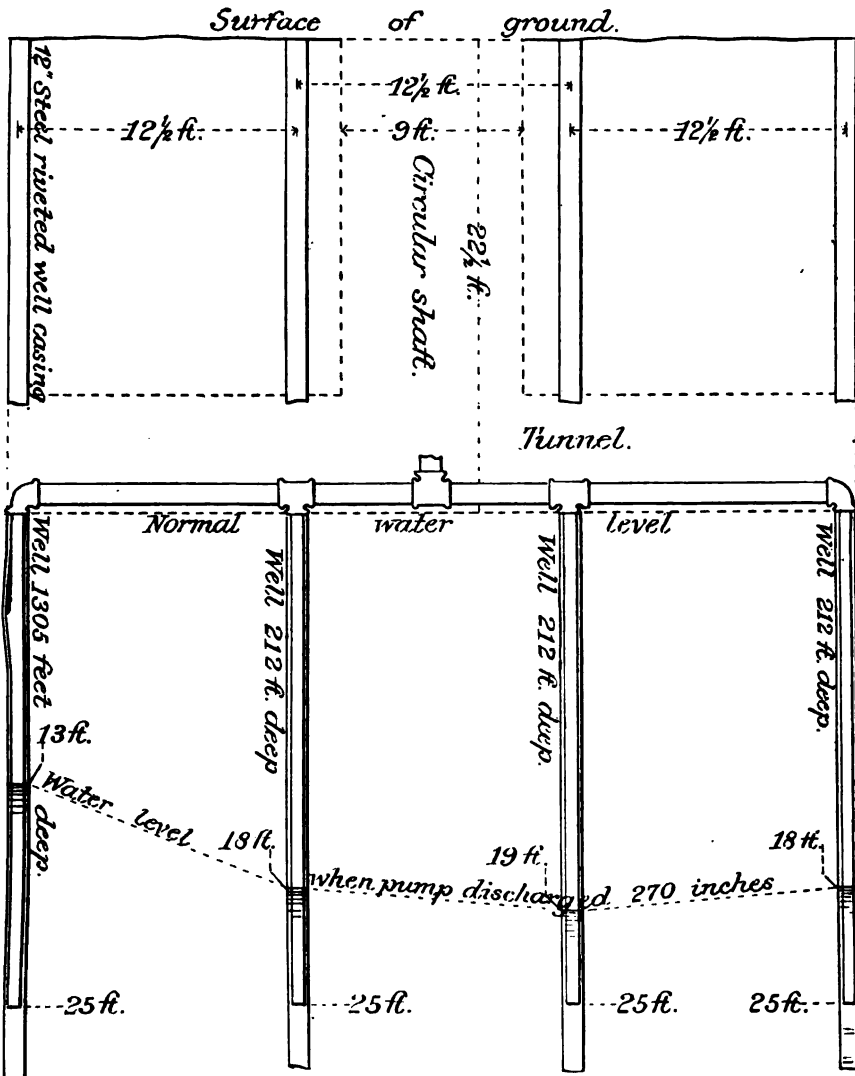 Surface of ground.
12" Steel riveted well casing
12½ ft.
12½ ft.
9 ft.
12½ ft.
Circular shaft.
22½ ft.
Tunnel.
Normal water level
Well 1305 feet deep.
Well 212 ft. deep
Well 212 ft. deep.
Well 212 ft. deep.
13 ft.
18 ft.
19 ft.
18 ft.
Water level when pump discharged 270 inches
25 ft.
25 ft.
25 ft.
25 ft.